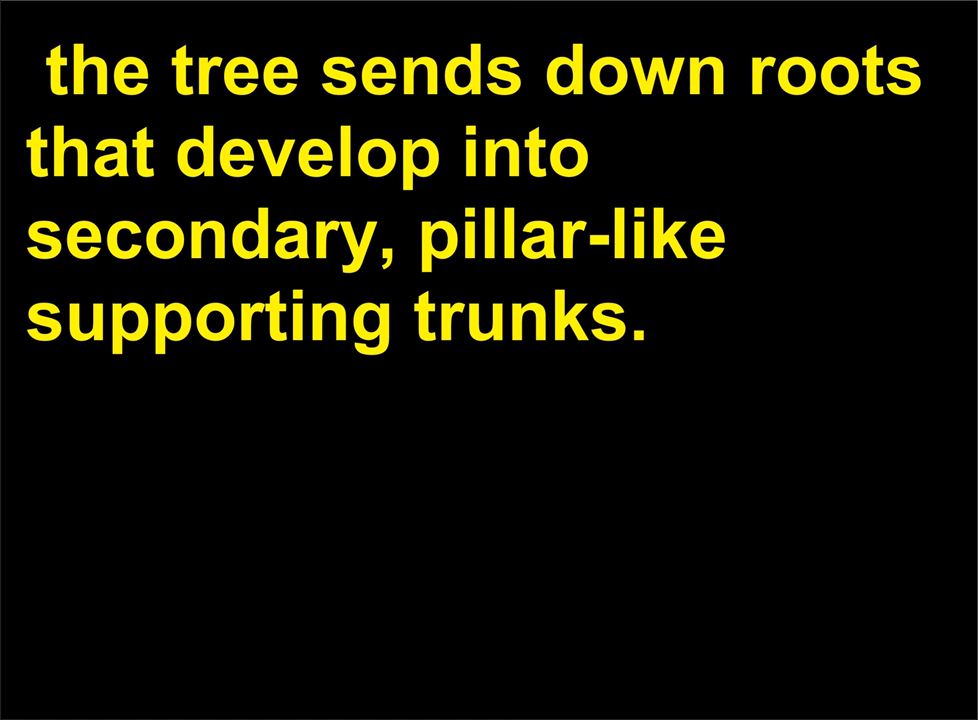 the tree sends down roots
that develop into
secondary, pillar-like
supporting trunks.